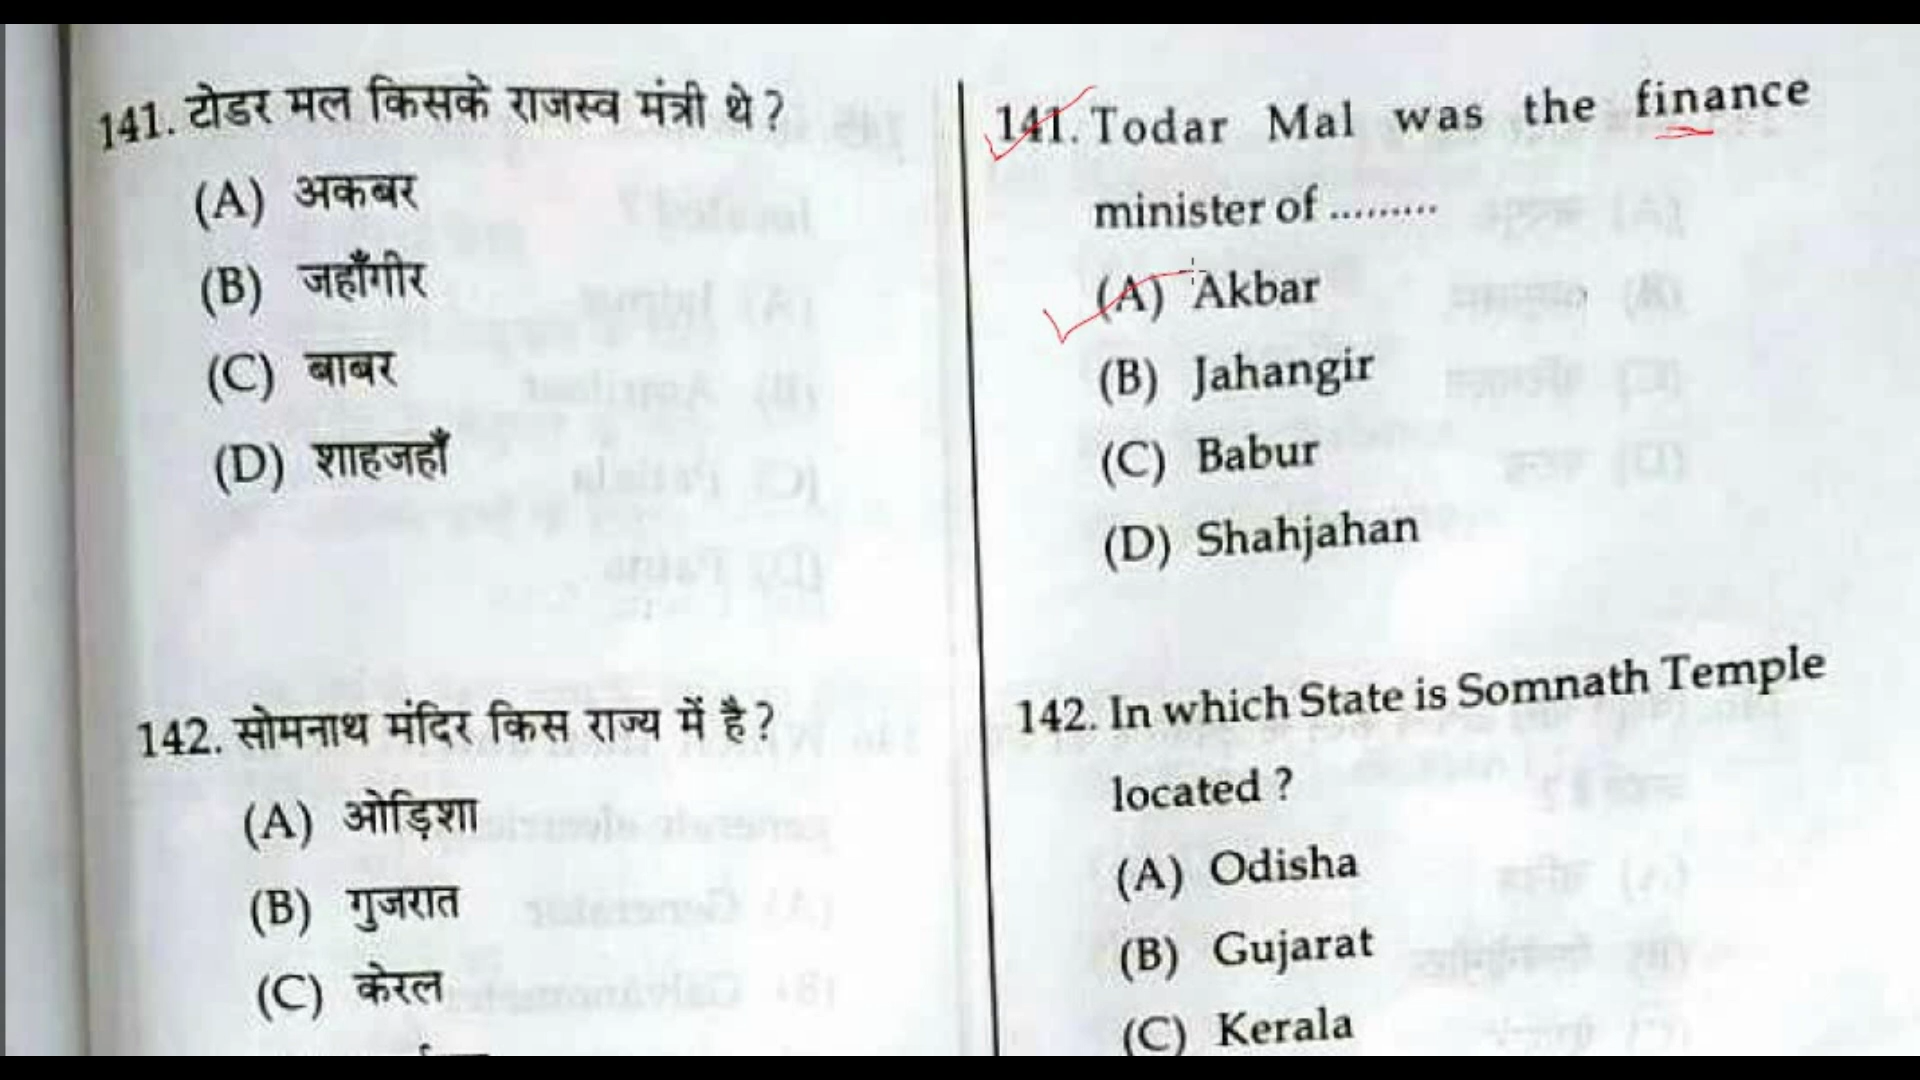 141. टोडर मल किसके राजस्व मंत्री थे ?
(A) अकबर
(B) जहाँगीर
(C) बाबर
(D) शाहजहाँ
142. सोमनाथ मंदिर किस राज्य में है ?
(A) ओड़िशा
(B) गुजरात
(C) केरल
141. Todar Mal was the finance
minister of .........
(A) Akbar
(B) Jahangir
(C) Babur
(D) Shahjahan
142. In which State is Somnath Temple
located ?
(A) Odisha
(B) Gujarat
(C) Kerala